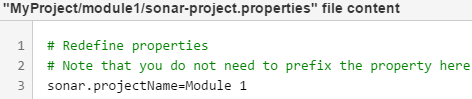 "MyProject/module1/sonar-project.properties" file content
1 # Redefine properties
2 # Note that you do not need to prefix the property here
3 sonar.projectName=Module 1